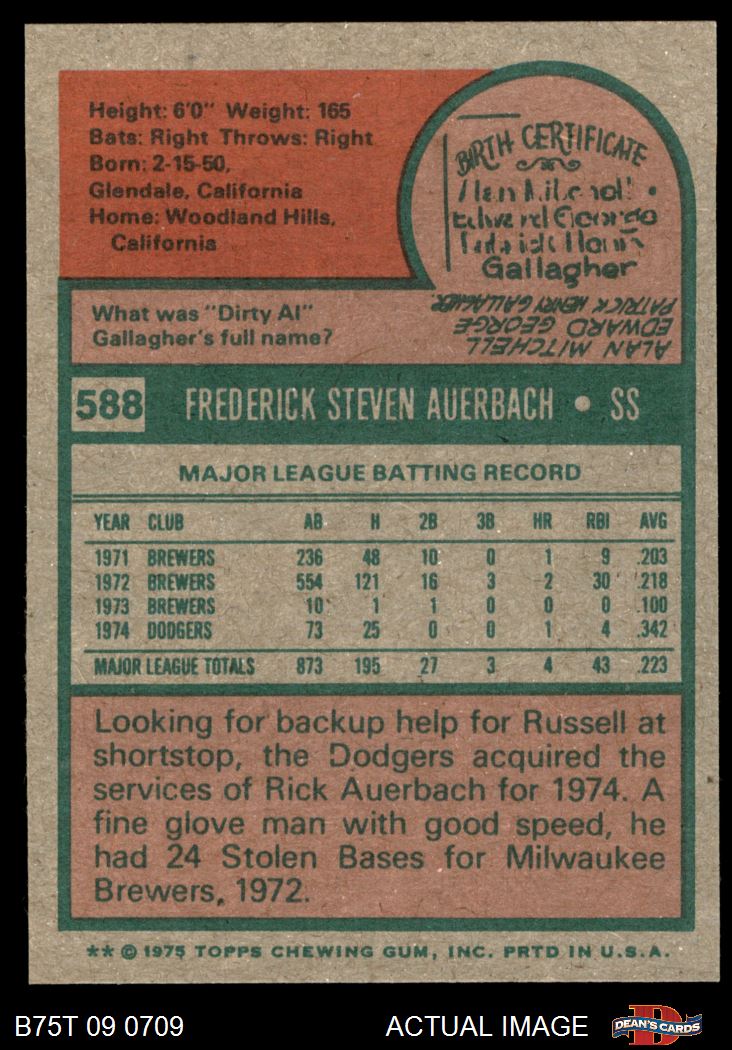 Height: 6'0" Weight: 165
Bats: Right Throws: Right
Born: 2-15-50,
Glendale, California
Home: Woodland Hills,
California
BIRTH CERTIFICATE
Gallagher
What was "Dirty Al"
Gallagher's full name?
ALAN MITCHELL
EDWARD GEORGE
PATRICK HENRY GALLAGHER.
588 FREDERICK STEVEN AUERBACH • SS
MAJOR LEAGUE BATTING RECORD
YEAR CLUB AB H 2B 3B HR RBI AVG
1971 BREWERS 236 48 10 0 1 9 .203
1972 BREWERS 554 121 16 3 2 30 .218
1973 BREWERS 10 1 1 0 0 0 .100
1974 DODGERS 73 25 0 0 1 4 .342
MAJOR LEAGUE TOTALS 873 195 27 3 4 43 .223
Looking for backup help for Russell at
shortstop, the Dodgers acquired the
services of Rick Auerbach for 1974. A
fine glove man with good speed, he
had 24 Stolen Bases for Milwaukee
Brewers, 1972.
** © 1975 TOPPS CHEWING GUM, INC. PRTD IN U.S.A.
B75T 09 0709 ACTUAL IMAGE
D
DEAN'S CARDS